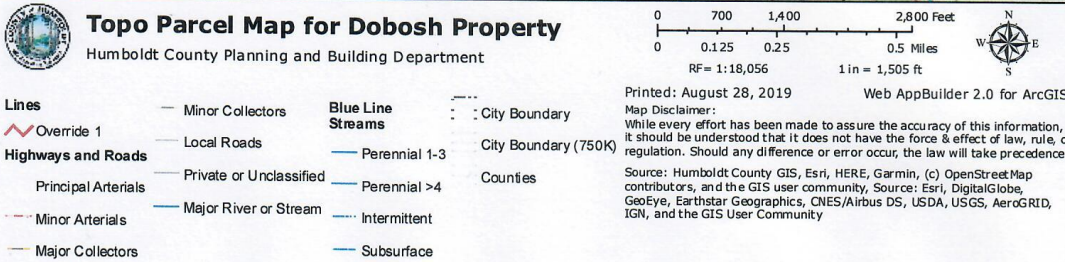 Topo Parcel Map for Dobosh Property
Humboldt County Planning and Building Department
0 700 1,400 2,800 Feet
0 0.125 0.25 0.5 Miles
RF= 1:18,056 1 in = 1,505 ft
N
W E
S
Printed: August 28, 2019 Web AppBuilder 2.0 for ArcGIS
Map Disclaimer:
While every effort has been made to assure the accuracy of this information,
it should be understood that it does not have the force & effect of law, rule,
regulation. Should any difference or error occur, the law will take precedence
Source: Humboldt County GIS, Esri, HERE, Garmin, (c) OpenStreetMap
contributors, and the GIS user community, Source: Esri, DigitalGlobe,
GeoEye, Earthstar Geographics, CNES/Airbus DS, USDA, USGS, AeroGRID,
IGN, and the GIS User Community
Lines
Override 1
Highways and Roads
Principal Arterials
Minor Arterials
Major Collectors
Minor Collectors
Local Roads
Private or Unclassified
Major River or Stream
Blue Line
Streams
Perennial 1-3
Perennial >4
Intermittent
Subsurface
City Boundary
City Boundary (750K)
Counties